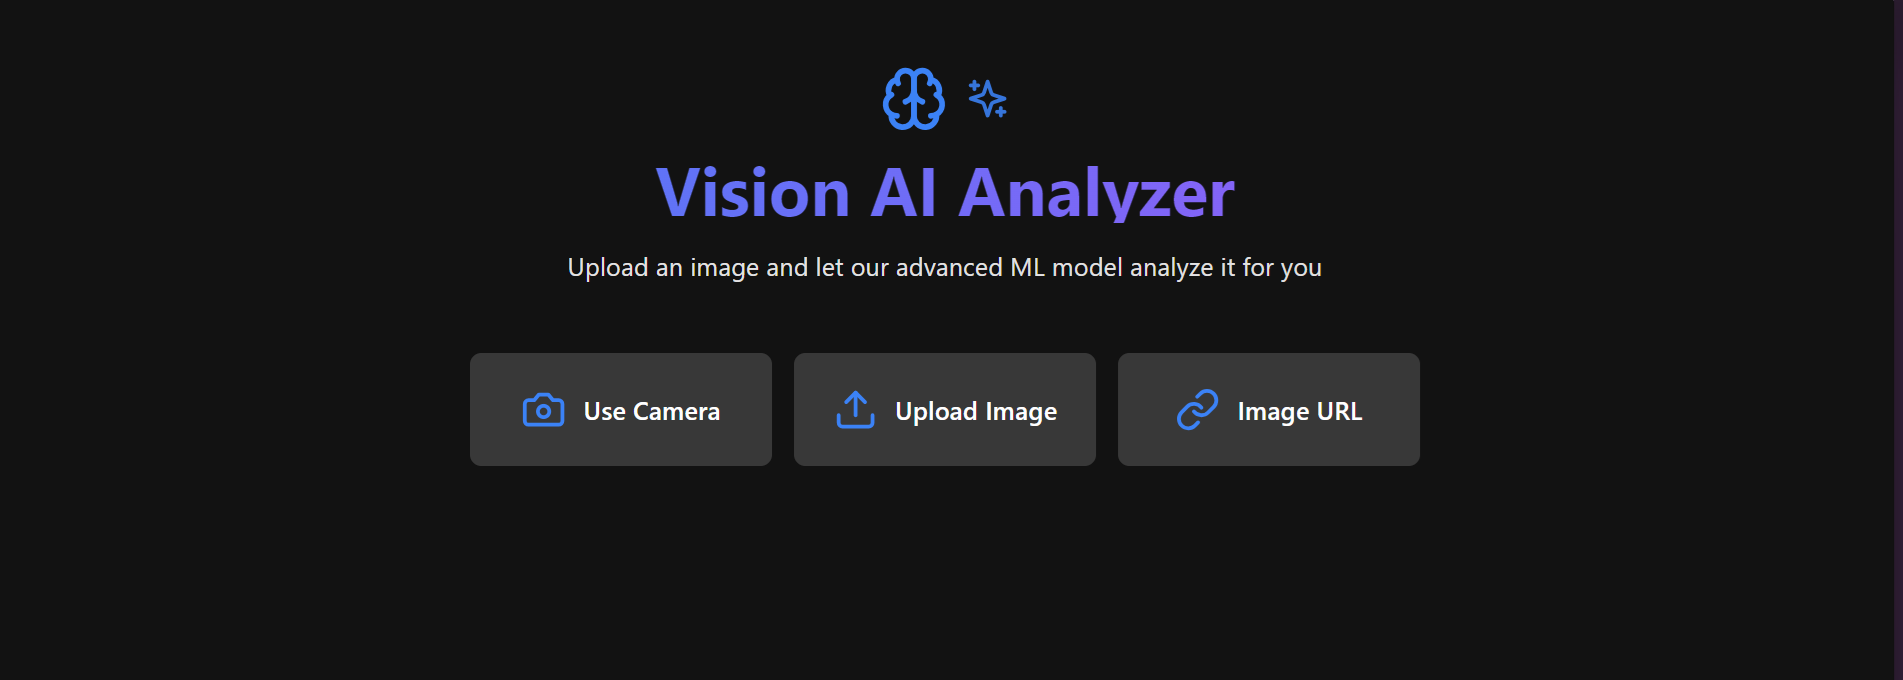 Vision AI Analyzer
Upload an image and let our advanced ML model analyze it for you
Use Camera
Upload Image
Image URL